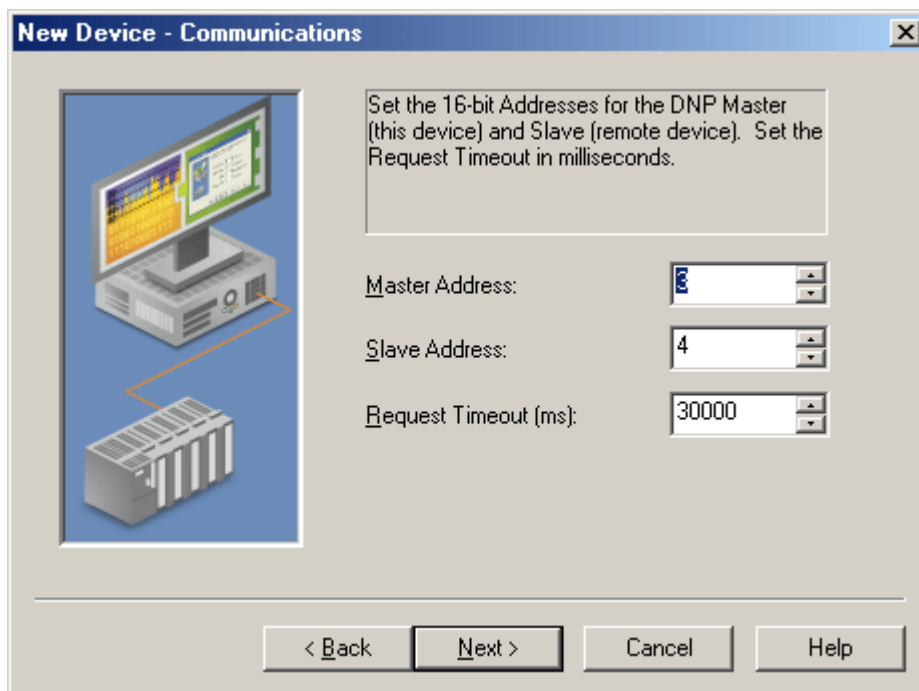 New Device - Communications
Set the 16-bit Addresses for the DNP Master
(this device) and Slave (remote device).  Set the
Request Timeout in milliseconds.
Master Address:
3
Slave Address:
4
Request Timeout (ms):
30000
< Back
Next >
Cancel
Help